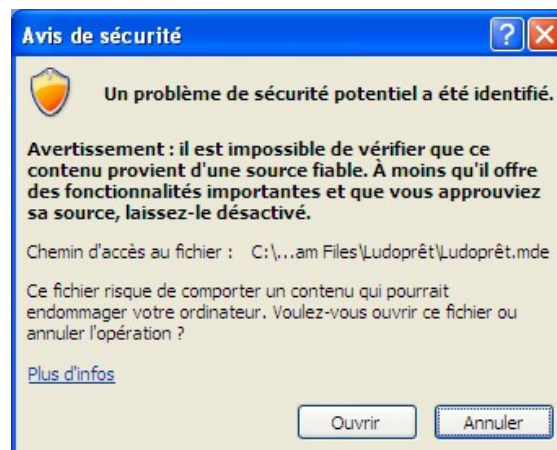 Avis de sécurité
Un problème de sécurité potentiel a été identifié.
Avertissement : il est impossible de vérifier que ce
contenu provient d'une source fiable. À moins qu'il offre
des fonctionnalités importantes et que vous approuviez
sa source, laissez-le désactivé.
Chemin d'accès au fichier : C:\...am Files\Ludoprêt\Ludoprêt.mde
Ce fichier risque de comporter un contenu qui pourrait
endommager votre ordinateur. Voulez-vous ouvrir ce fichier ou
annuler l'opération ?
Plus d'infos
Ouvrir Annuler